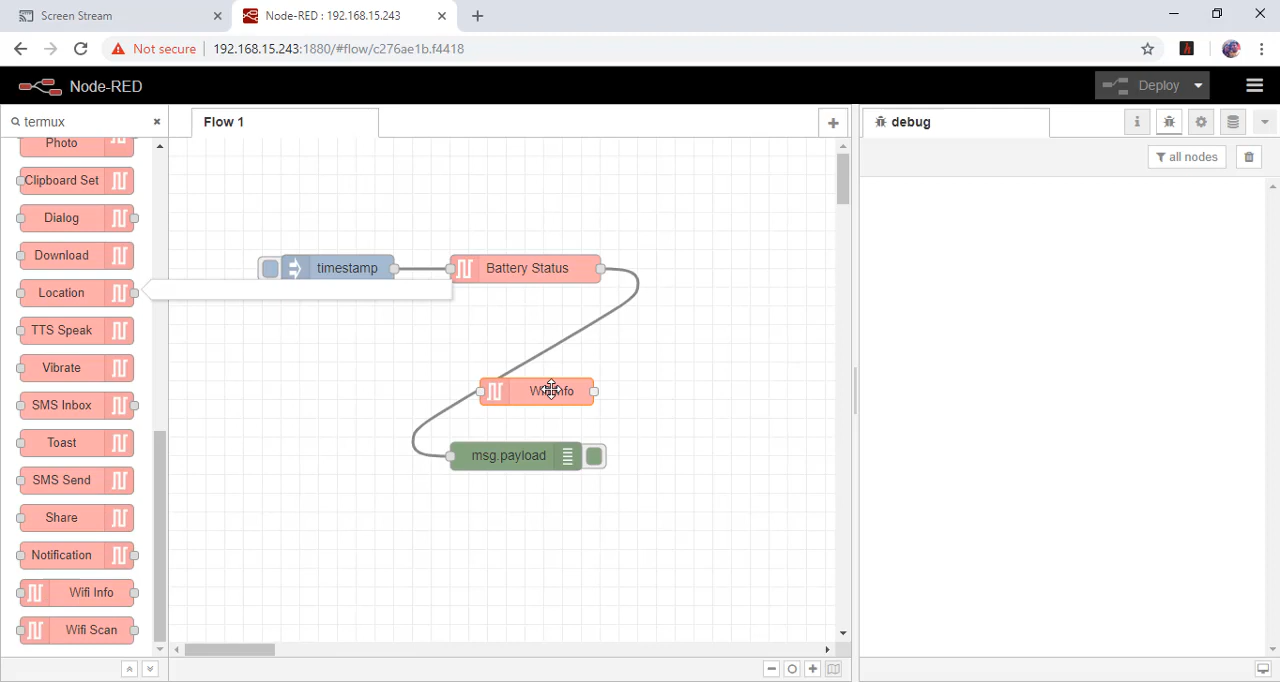 Screen Stream
Node-RED : 192.168.15.243
Not secure
192.168.15.243:1880/#flow/c276ae1b.f4418
Node-RED
Deploy
termux
Flow 1
debug
all nodes
Photo
Clipboard Set
Dialog
Download
Location
TTS Speak
Vibrate
SMS Inbox
Toast
SMS Send
Share
Notification
Wifi Info
Wifi Scan
timestamp
Battery Status
msg.payload